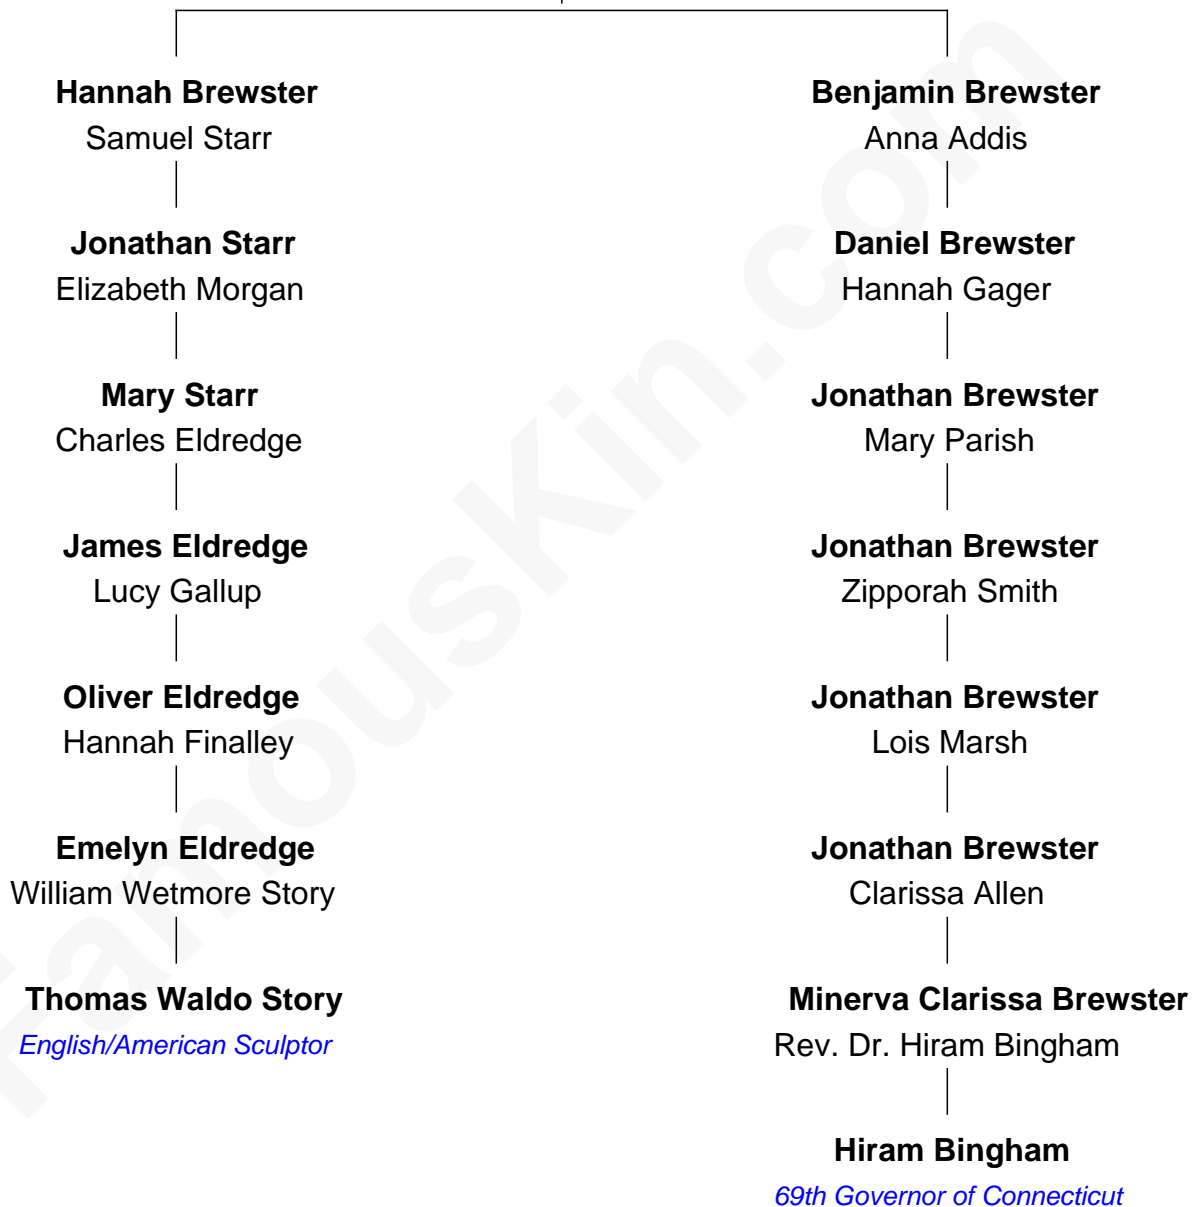 Hannah Brewster
Samuel Starr
Jonathan Starr
Elizabeth Morgan
Mary Starr
Charles Eldredge
James Eldredge
Lucy Gallup
Oliver Eldredge
Hannah Finalley
Emelyn Eldredge
William Wetmore Story
Thomas Waldo Story
English/American Sculptor
Benjamin Brewster
Anna Addis
Daniel Brewster
Hannah Gager
Jonathan Brewster
Mary Parish
Jonathan Brewster
Zipporah Smith
Jonathan Brewster
Lois Marsh
Jonathan Brewster
Clarissa Allen
Minerva Clarissa Brewster
Rev. Dr. Hiram Bingham
Hiram Bingham
69th Governor of Connecticut
FamousKin.com